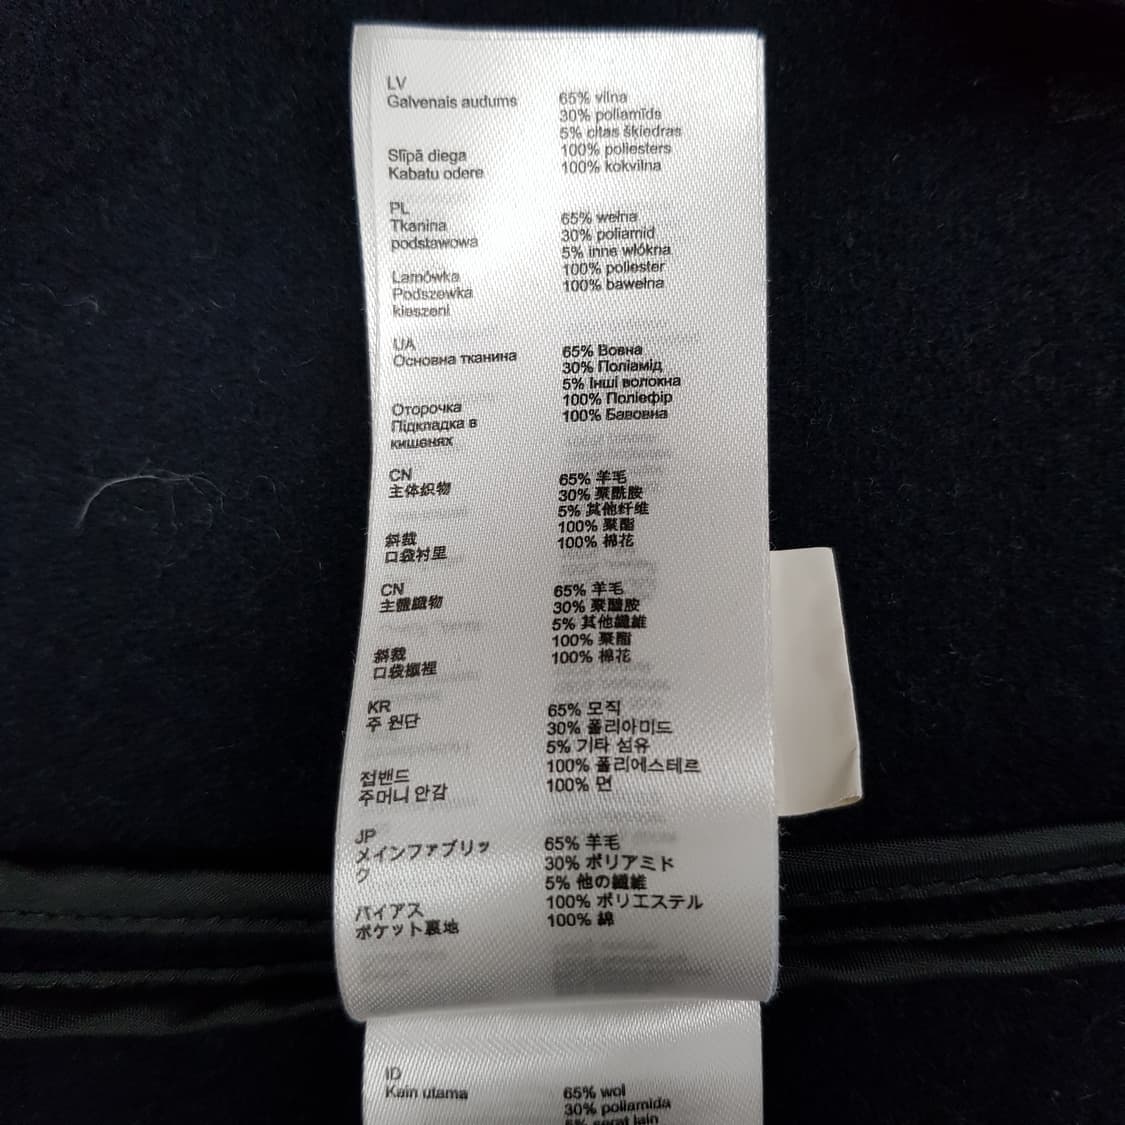 LV
Galvenais audums 65% vilna
30% poliamīds
5% citas šķiedras
Slīpā diega 100% poliesters
Kabatu odere 100% kokvilna
PL
Tkanina 65% wełna
podstawowa 30% poliamid
5% inne włókna
Lamówka 100% poliester
Podszewka 100% bawełna
kieszeni
UA
Основна тканина 65% Вовна
30% Поліамід
5% Інші волокна
Оторочка 100% Поліефір
Підкладка в 100% Бавовна
кишенях
CN
主体织物 65% 羊毛
30% 聚酰胺
5% 其他纤维
斜裁 100% 聚酯
口袋衬里 100% 棉花
CN
主體織物 65% 羊毛
30% 聚醯胺
5% 其他纖維
斜裁 100% 聚酯
口袋襯裡 100% 棉花
KR
주 원단 65% 모직
30% 폴리아미드
5% 기타 섬유
접밴드 100% 폴리에스테르
주머니 안감 100% 면
JP
メインファブリッ 65% 羊毛
ク 30% ポリアミド
5% 他の繊維
バイアス 100% ポリエステル
ポケット裏地 100% 綿
ID
Kain utama 65% wol
30% poliamida
5% serat lain